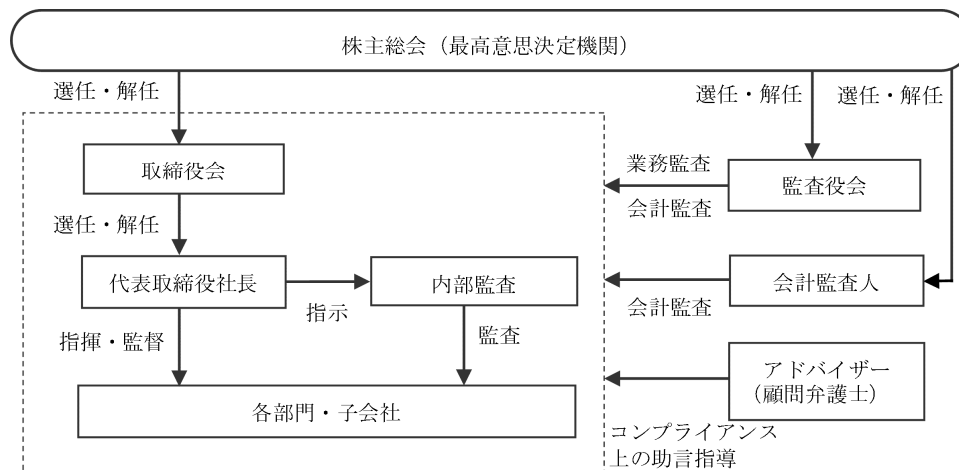 株主総会（最高意思決定機関）
選任・解任
選任・解任
選任・解任
取締役会
業務監査
監査役会
会計監査
選任・解任
代表取締役社長
内部監査
会計監査人
指示
会計監査
指揮・監督
監査
アドバイザー
（顧問弁護士）
各部門・子会社
コンプライアンス
上の助言指導